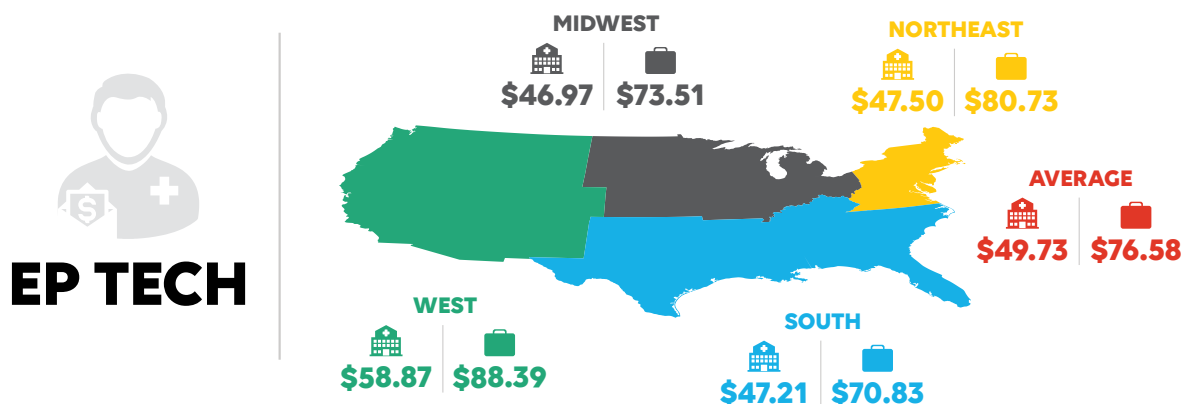 EP TECH
MIDWEST
$46.97 $73.51
NORTHEAST
$47.50 $80.73
AVERAGE
$49.73 $76.58
WEST
$58.87 $88.39
SOUTH
$47.21 $70.83